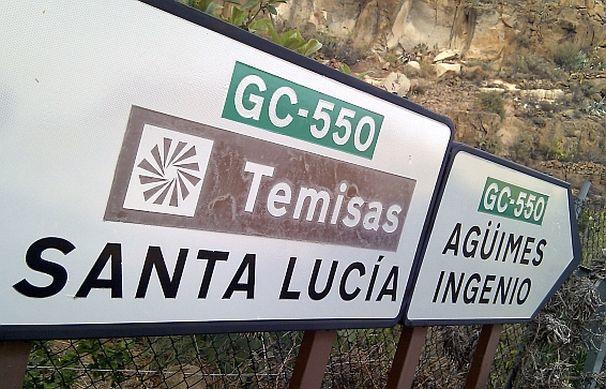 GC-550
Temisas
SANTA LUCÍA
GC-550
AGÜIMES
INGENIO